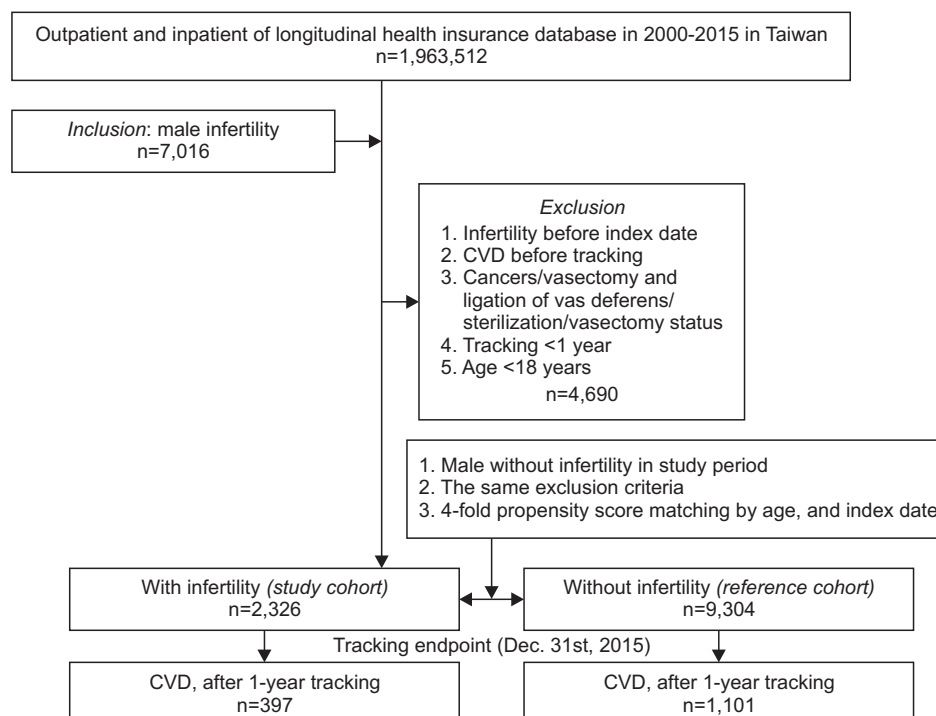 Outpatient and inpatient of longitudinal health insurance database in 2000-2015 in Taiwan
n=1,963,512
Inclusion: male infertility
n=7,016
Exclusion
1. Infertility before index date
2. CVD before tracking
3. Cancers/vasectomy and
ligation of vas deferens/
sterilization/vasectomy status
4. Tracking <1 year
5. Age <18 years
n=4,690
1. Male without infertility in study period
2. The same exclusion criteria
3. 4-fold propensity score matching by age, and index date
With infertility (study cohort)
n=2,326
Without infertility (reference cohort)
n=9,304
Tracking endpoint (Dec. 31st, 2015)
CVD, after 1-year tracking
n=397
CVD, after 1-year tracking
n=1,101